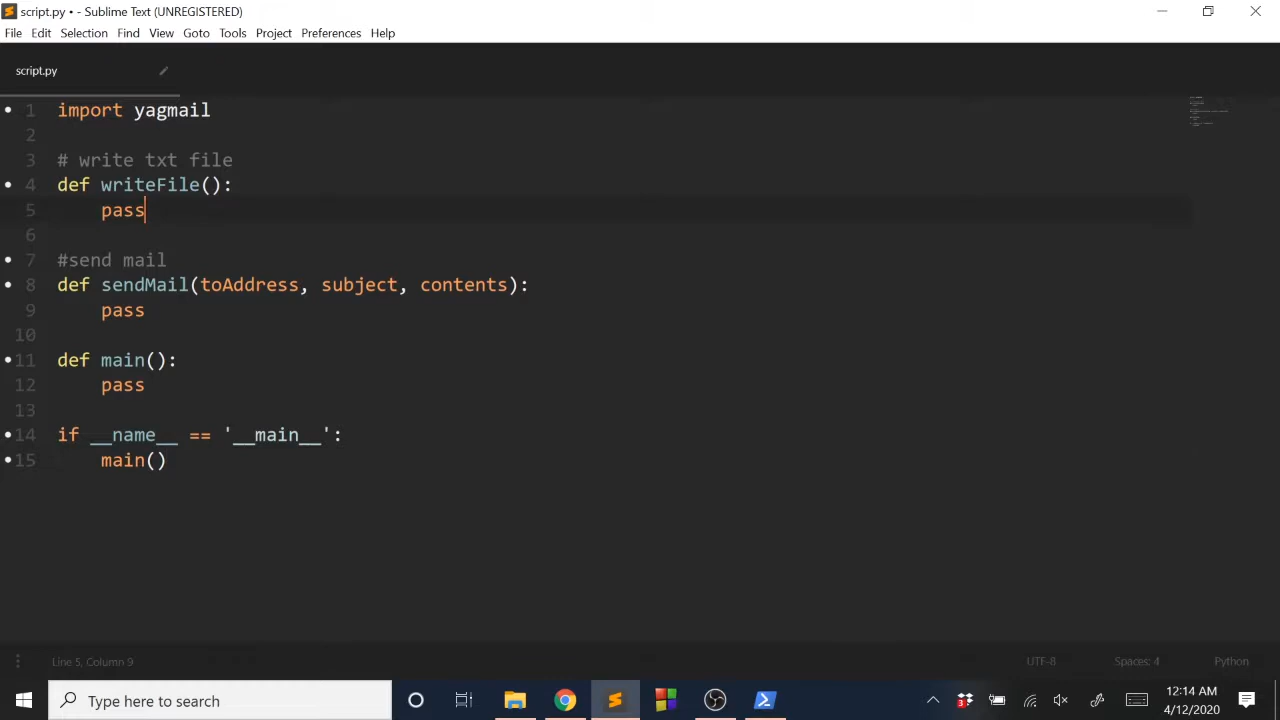 script.py • - Sublime Text (UNREGISTERED)
File Edit Selection Find View Goto Tools Project Preferences Help
script.py
1 import yagmail
2
3 # write txt file
4 def writeFile():
5     pass
6
7 #send mail
8 def sendMail(toAddress, subject, contents):
9     pass
10
11 def main():
12     pass
13
14 if __name__ == '__main__':
15     main()
Line 5, Column 9 UTF-8 Spaces: 4 Python
Type here to search
3
12:14 AM
4/12/2020